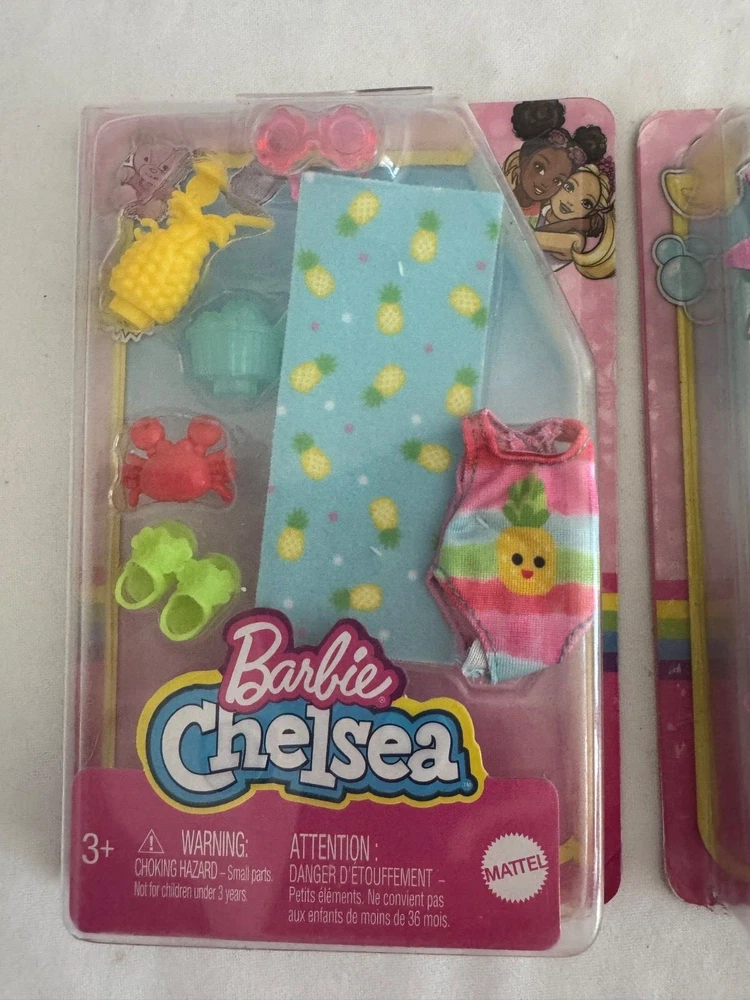 Barbie
Chelsea
3+
WARNING:
CHOKING HAZARD – Small parts.
Not for children under 3 years.
ATTENTION :
DANGER D'ÉTOUFFEMENT –
Petits éléments. Ne convient pas
aux enfants de moins de 36 mois.
MATTEL